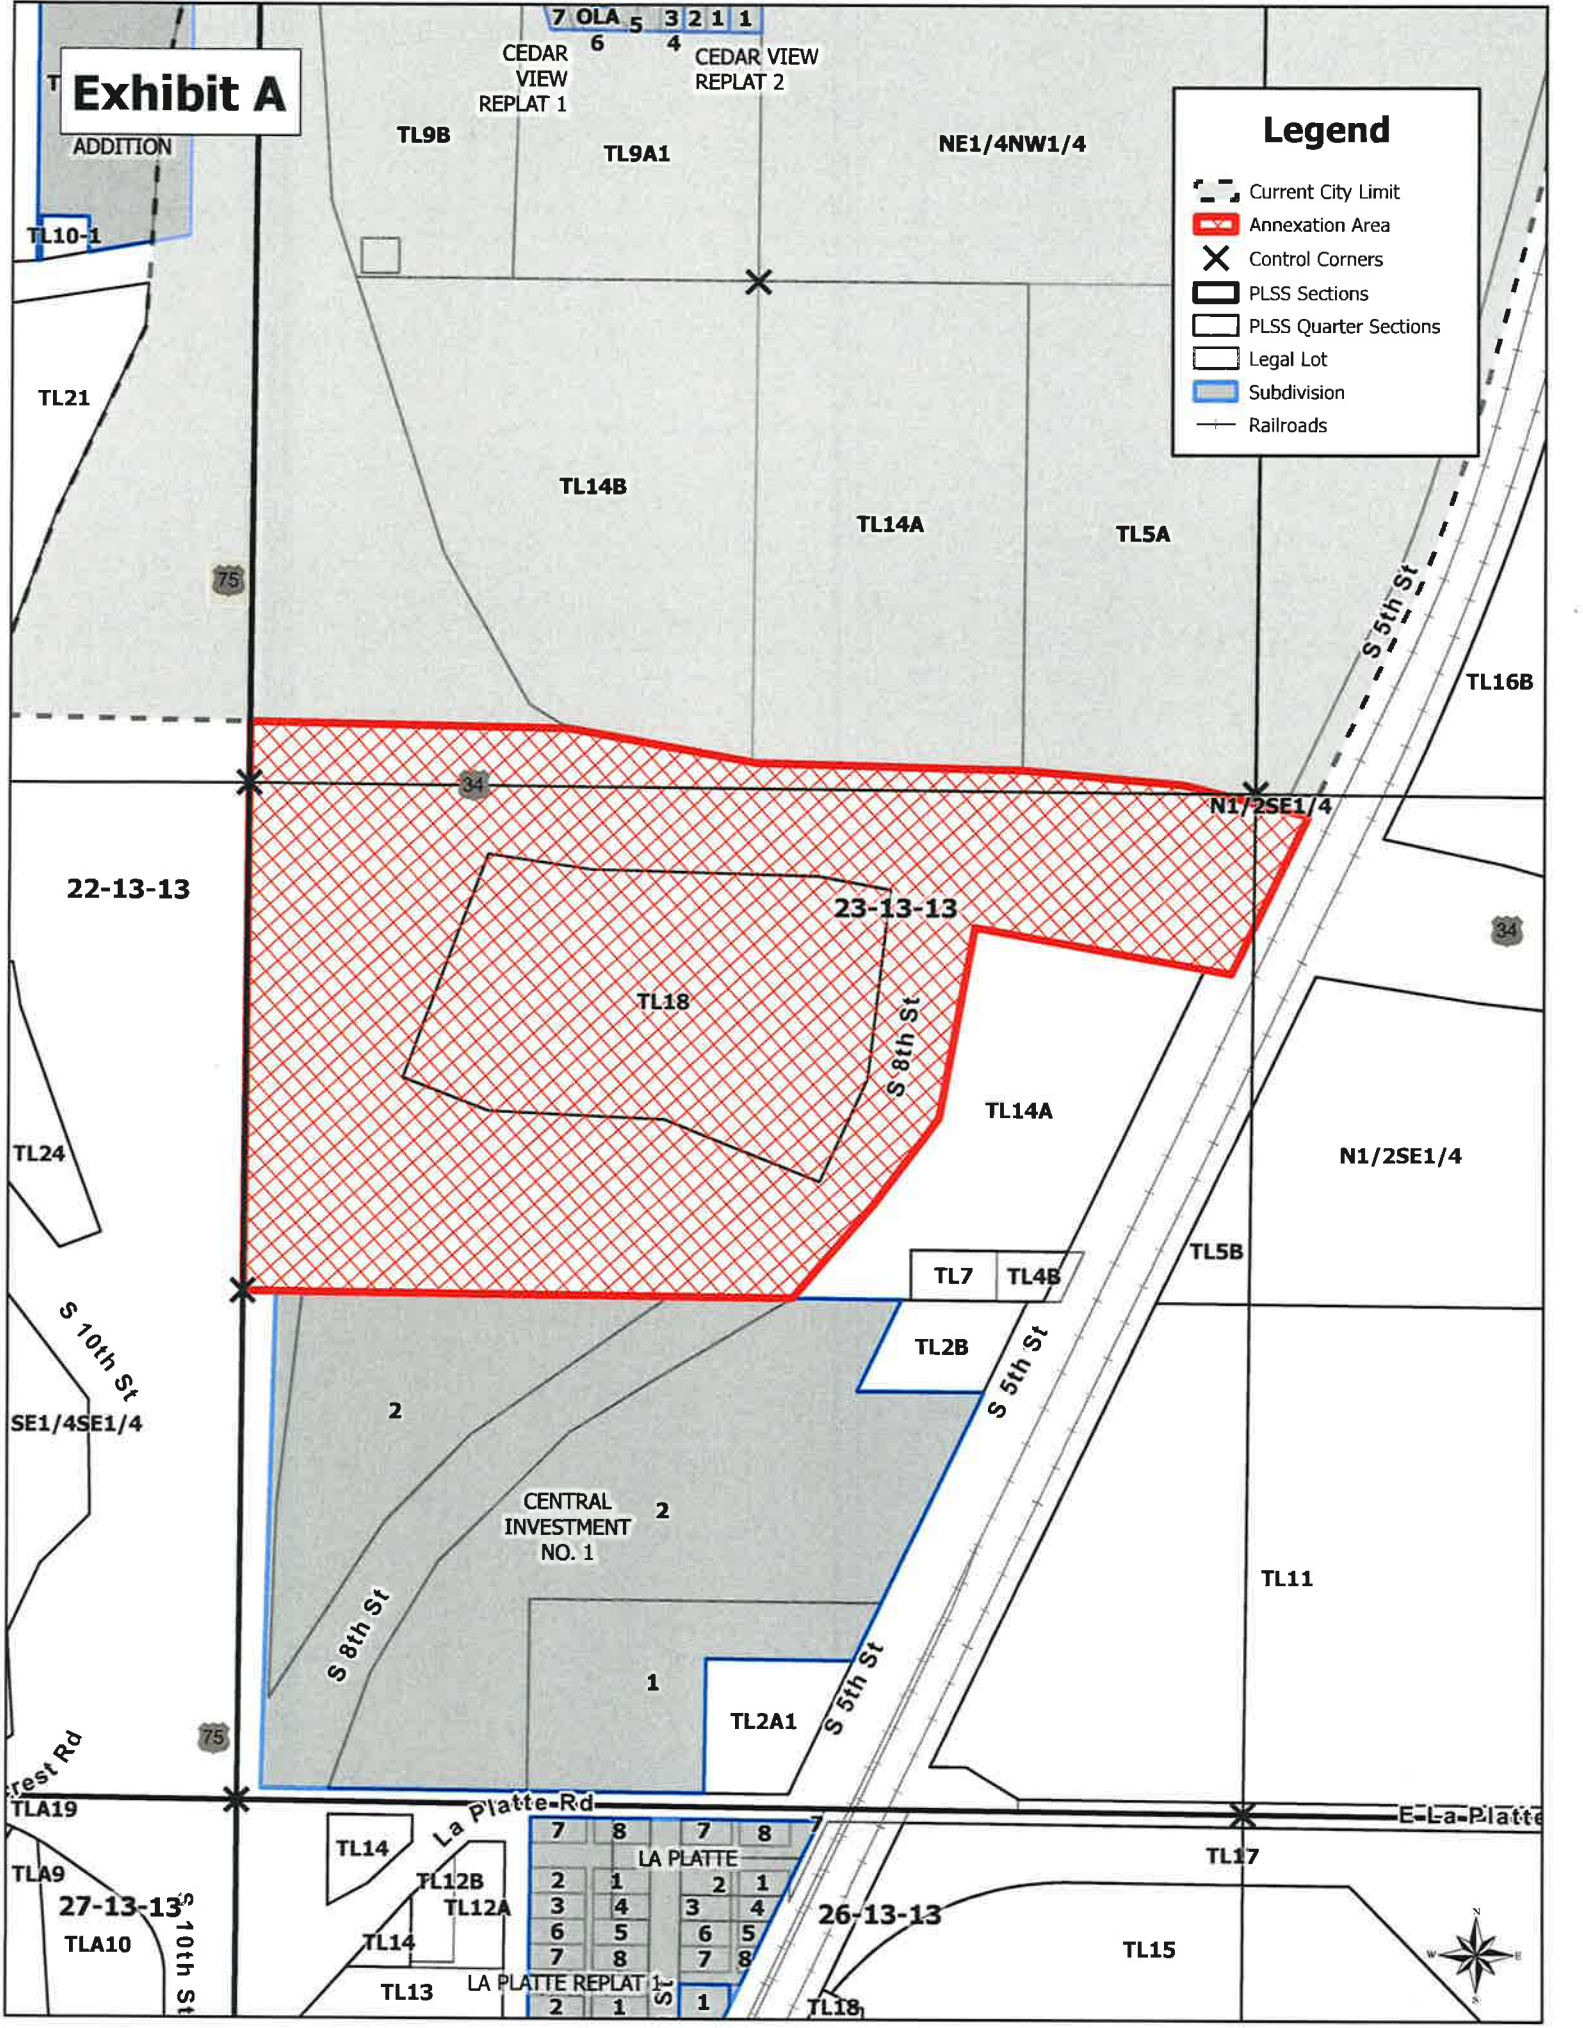 7 OLA 5 3 2 1 1
6 4
CEDAR
VIEW
REPLAT 1
CEDAR VIEW
REPLAT 2
T
Exhibit A
ADDITION
TL9B
TL9A1
NE1/4NW1/4
Legend
Current City Limit
Annexation Area
Control Corners
PLSS Sections
PLSS Quarter Sections
Legal Lot
Subdivision
Railroads
TL10-1
TL21
TL14B
TL14A
TL5A
75
S 5th St
TL16B
34
N1/2SE1/4
22-13-13
23-13-13
34
TL18
S 8th St
TL14A
TL24
N1/2SE1/4
TL5B
TL7
TL4B
S 10th St
TL2B
S 5th St
2
SE1/4SE1/4
CENTRAL
INVESTMENT
NO. 1
2
TL11
S 8th St
1
S 5th St
TL2A1
75
rest Rd
TLA19
La Platte Rd
E La Platte
7 8 7 8 7
TL14
LA PLATTE
TL17
TLA9
TL12B
2 1 2 1
27-13-13
TL12A
3 4 3 4
26-13-13
S 10th St
6 5 6 5
TLA10
TL14
7 8 7 8
TL15
N
W E
S
LA PLATTE REPLAT 1
TL13
St
2 1 1
TL18